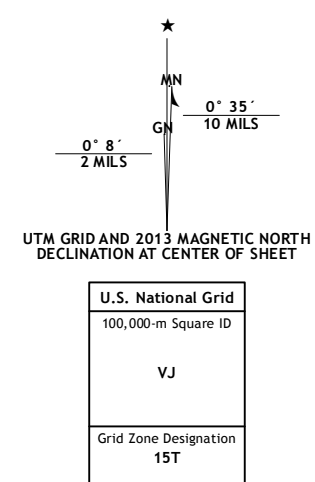 ★
MN
0° 35´
10 MILS
GN
0° 8´
2 MILS
UTM GRID AND 2013 MAGNETIC NORTH
DECLINATION AT CENTER OF SHEET
U.S. National Grid
100,000-m Square ID
VJ
Grid Zone Designation
15T